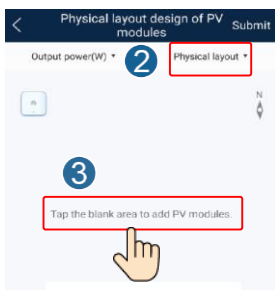 Physical layout design of PV
modules
Submit
Output power(W)
Physical layout
2
N
3
Tap the blank area to add PV modules.